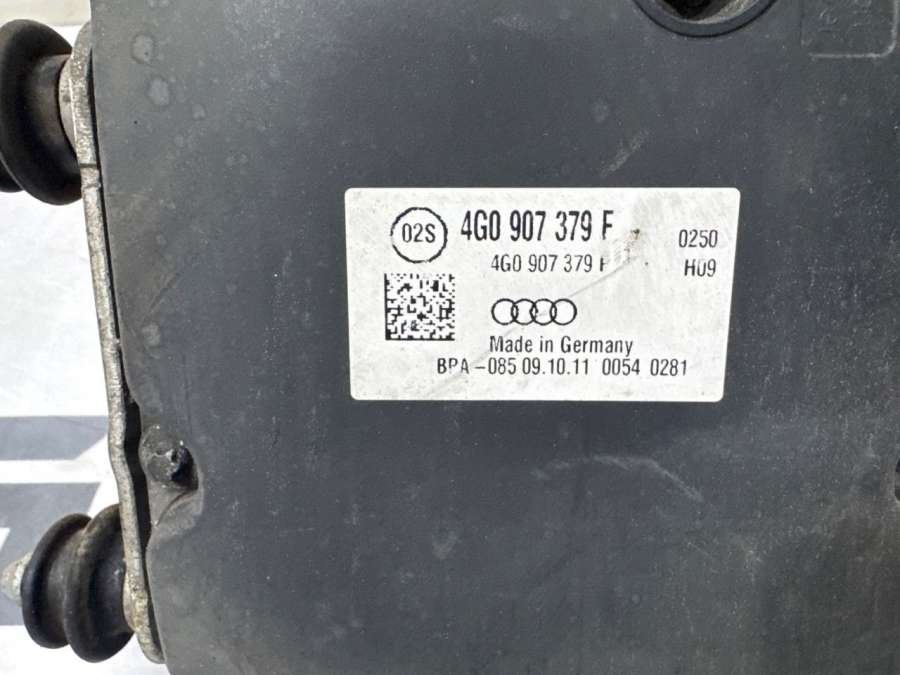 02S 4G0 907 379 F 0250
4G0 907 379 F H09
Made in Germany
BPA-085 09.10.11 0054 0281